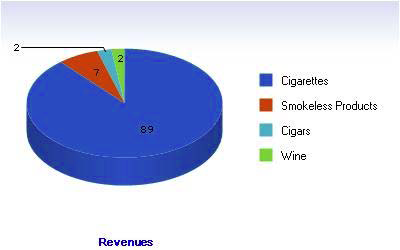 2
2
7
89
Cigarettes
Smokeless Products
Cigars
Wine
Revenues